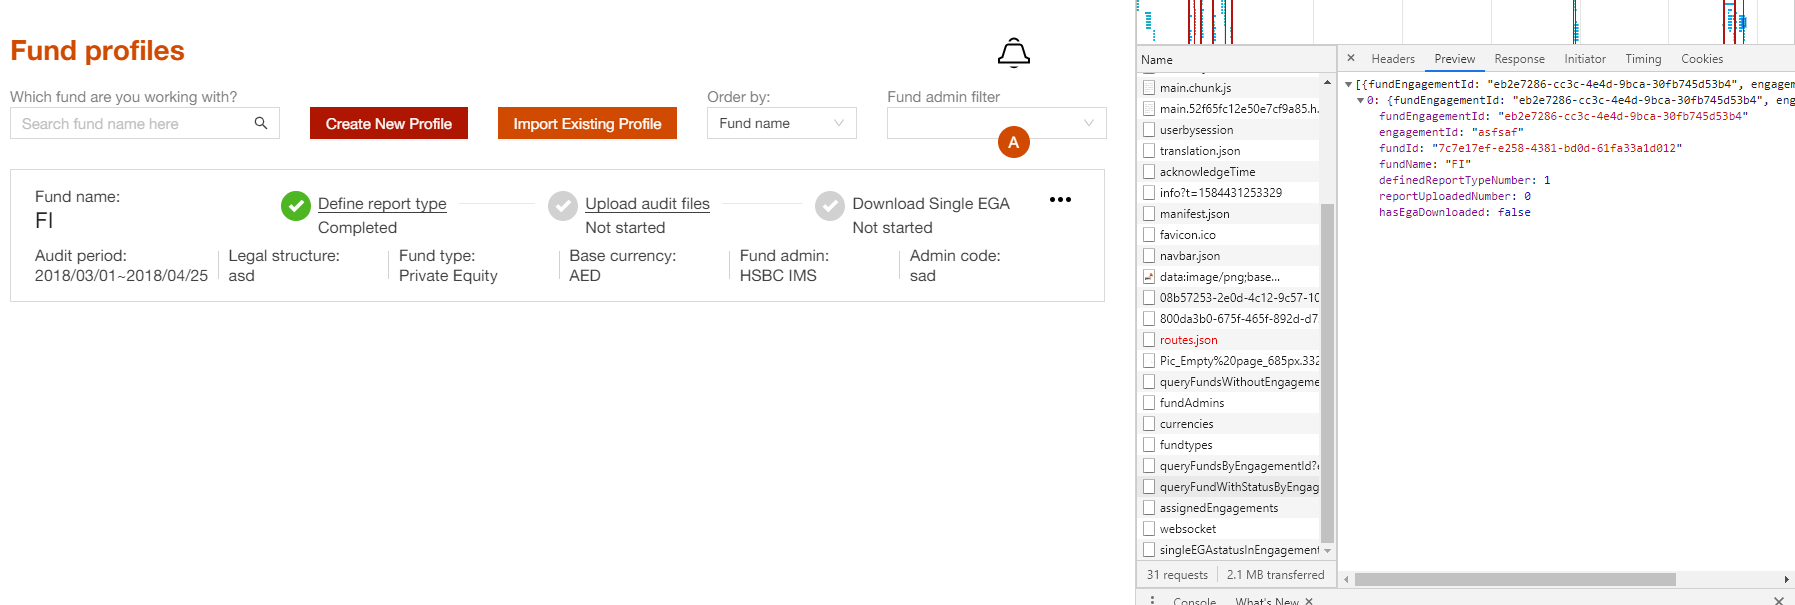 Fund profiles
Which fund are you working with?
Search fund name here
Create New Profile
Import Existing Profile
Order by:
Fund name
Fund admin filter
A
Fund name:
FI
Define report type
Completed
Upload audit files
Not started
Download Single EGA
Not started
Audit period:
2018/03/01~2018/04/25
Legal structure:
asd
Fund type:
Private Equity
Base currency:
AED
Fund admin:
HSBC IMS
Admin code:
sad
Name
main.chunk.js
main.52f65fc12e50e7cf9a85.h
userbysession
translation.json
acknowledgeTime
info?t=1584431253329
manifest.json
favicon.ico
navbar.json
data:image/png;base...
08b57253-2e0d-4c12-9c57-10
800da3b0-675f-465f-892d-d7
routes.json
Pic_Empty%20page_685px.332
queryFundsWithoutEngageme
fundAdmins
currencies
fundtypes
queryFundsByEngagementId?
queryFundWithStatusByEngag
assignedEngagements
websocket
singleEGAstatusInEngagement
31 requests
2.1 MB transferred
Headers Preview Response Initiator Timing Cookies
[{fundEngagementId: "eb2e7286-cc3c-4e4d-9bca-30fb745d53b4", engagem
0: {fundEngagementId: "eb2e7286-cc3c-4e4d-9bca-30fb745d53b4", eng
fundEngagementId: "eb2e7286-cc3c-4e4d-9bca-30fb745d53b4"
engagementId: "asfsaf"
fundId: "7c7e17ef-e258-4381-bd0d-61fa33a1d012"
fundName: "FI"
definedReportTypeNumber: 1
reportUploadedNumber: 0
hasEgaDownloaded: false
Console What's New